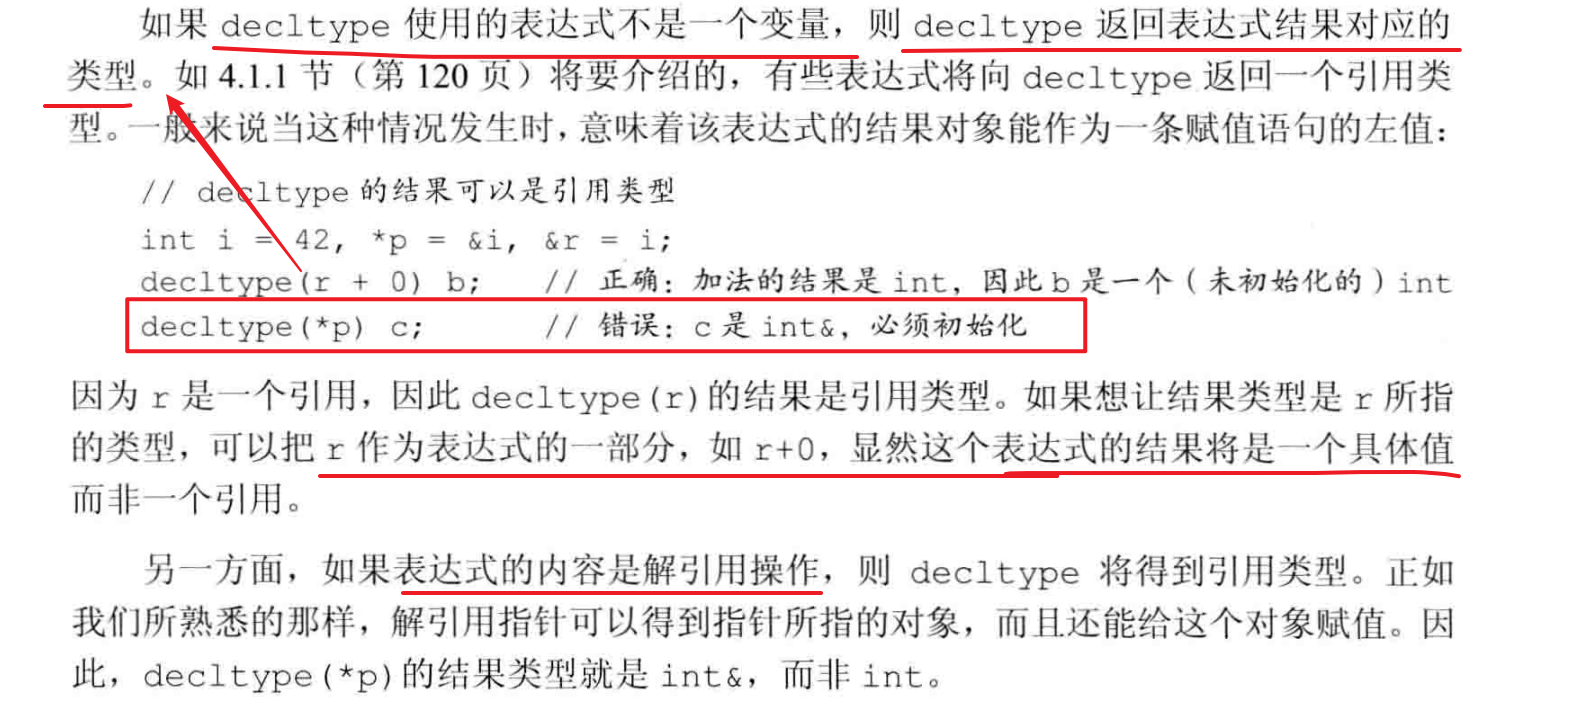 如果 decltype 使用的表达式不是一个变量，则 decltype 返回表达式结果对应的
类型。如 4.1.1 节（第 120 页）将要介绍的，有些表达式将向 decltype 返回一个引用类
型。一般来说当这种情况发生时，意味着该表达式的结果对象能作为一条赋值语句的左值：
// decltype 的结果可以是引用类型
int i = 42, *p = &i, &r = i;
decltype(r + 0) b; // 正确：加法的结果是 int，因此 b 是一个（未初始化的）int
decltype(*p) c; // 错误：c 是 int&，必须初始化
因为 r 是一个引用，因此 decltype(r)的结果是引用类型。如果想让结果类型是 r 所指
的类型，可以把 r 作为表达式的一部分，如 r+0，显然这个表达式的结果将是一个具体值
而非一个引用。
另一方面，如果表达式的内容是解引用操作，则 decltype 将得到引用类型。正如
我们所熟悉的那样，解引用指针可以得到指针所指的对象，而且还能给这个对象赋值。因
此，decltype(*p)的结果类型就是 int&，而非 int。